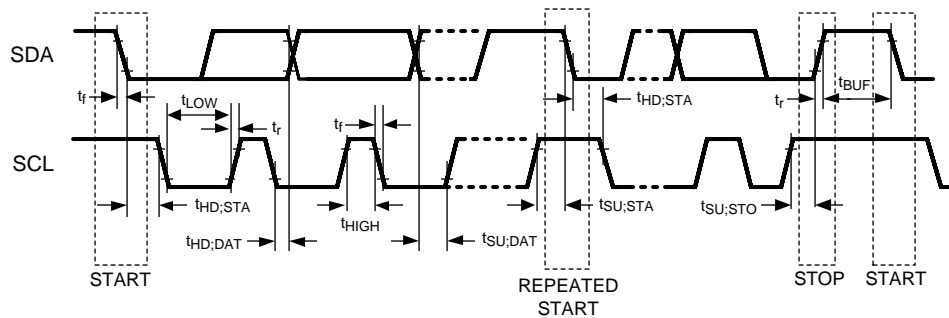 SDA
t_f
t_LOW
t_r
t_f
t_HD;STA
t_r
t_BUF
SCL
t_HD;STA
t_HD;DAT
t_HIGH
t_SU;DAT
t_SU;STA
t_SU;STO
START
REPEATED
START
STOP
START